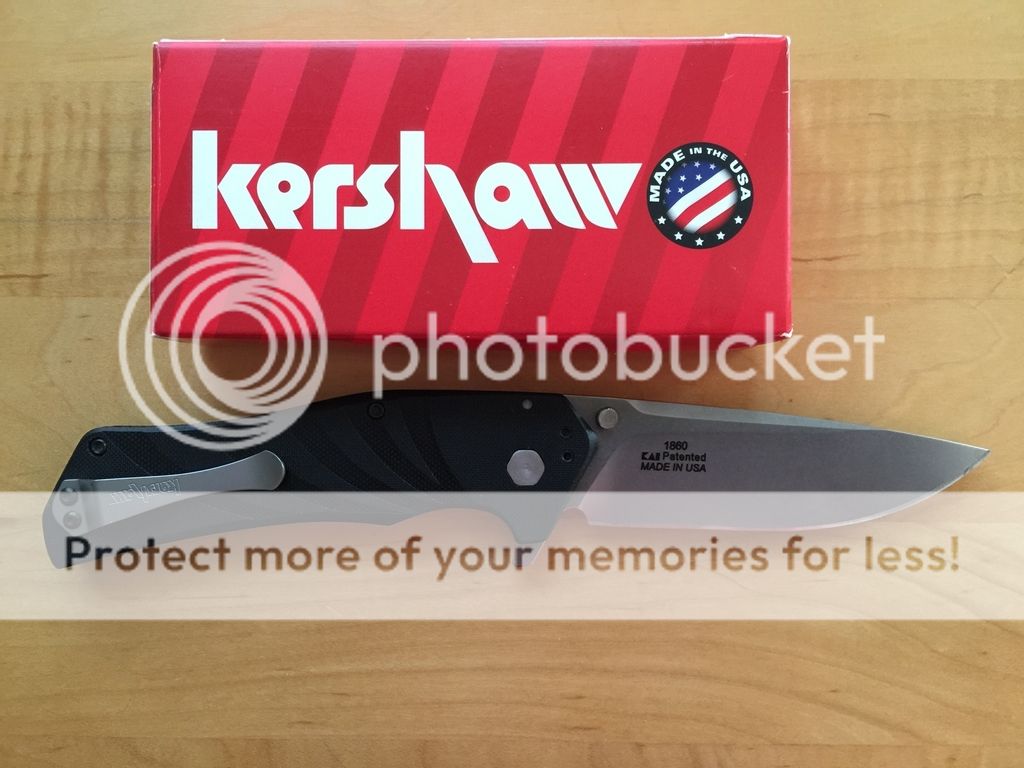 kershaw
MADE IN THE USA
photobucket
1860
KAI Patented
MADE IN USA
kershaw
Protect more of your memories for less!